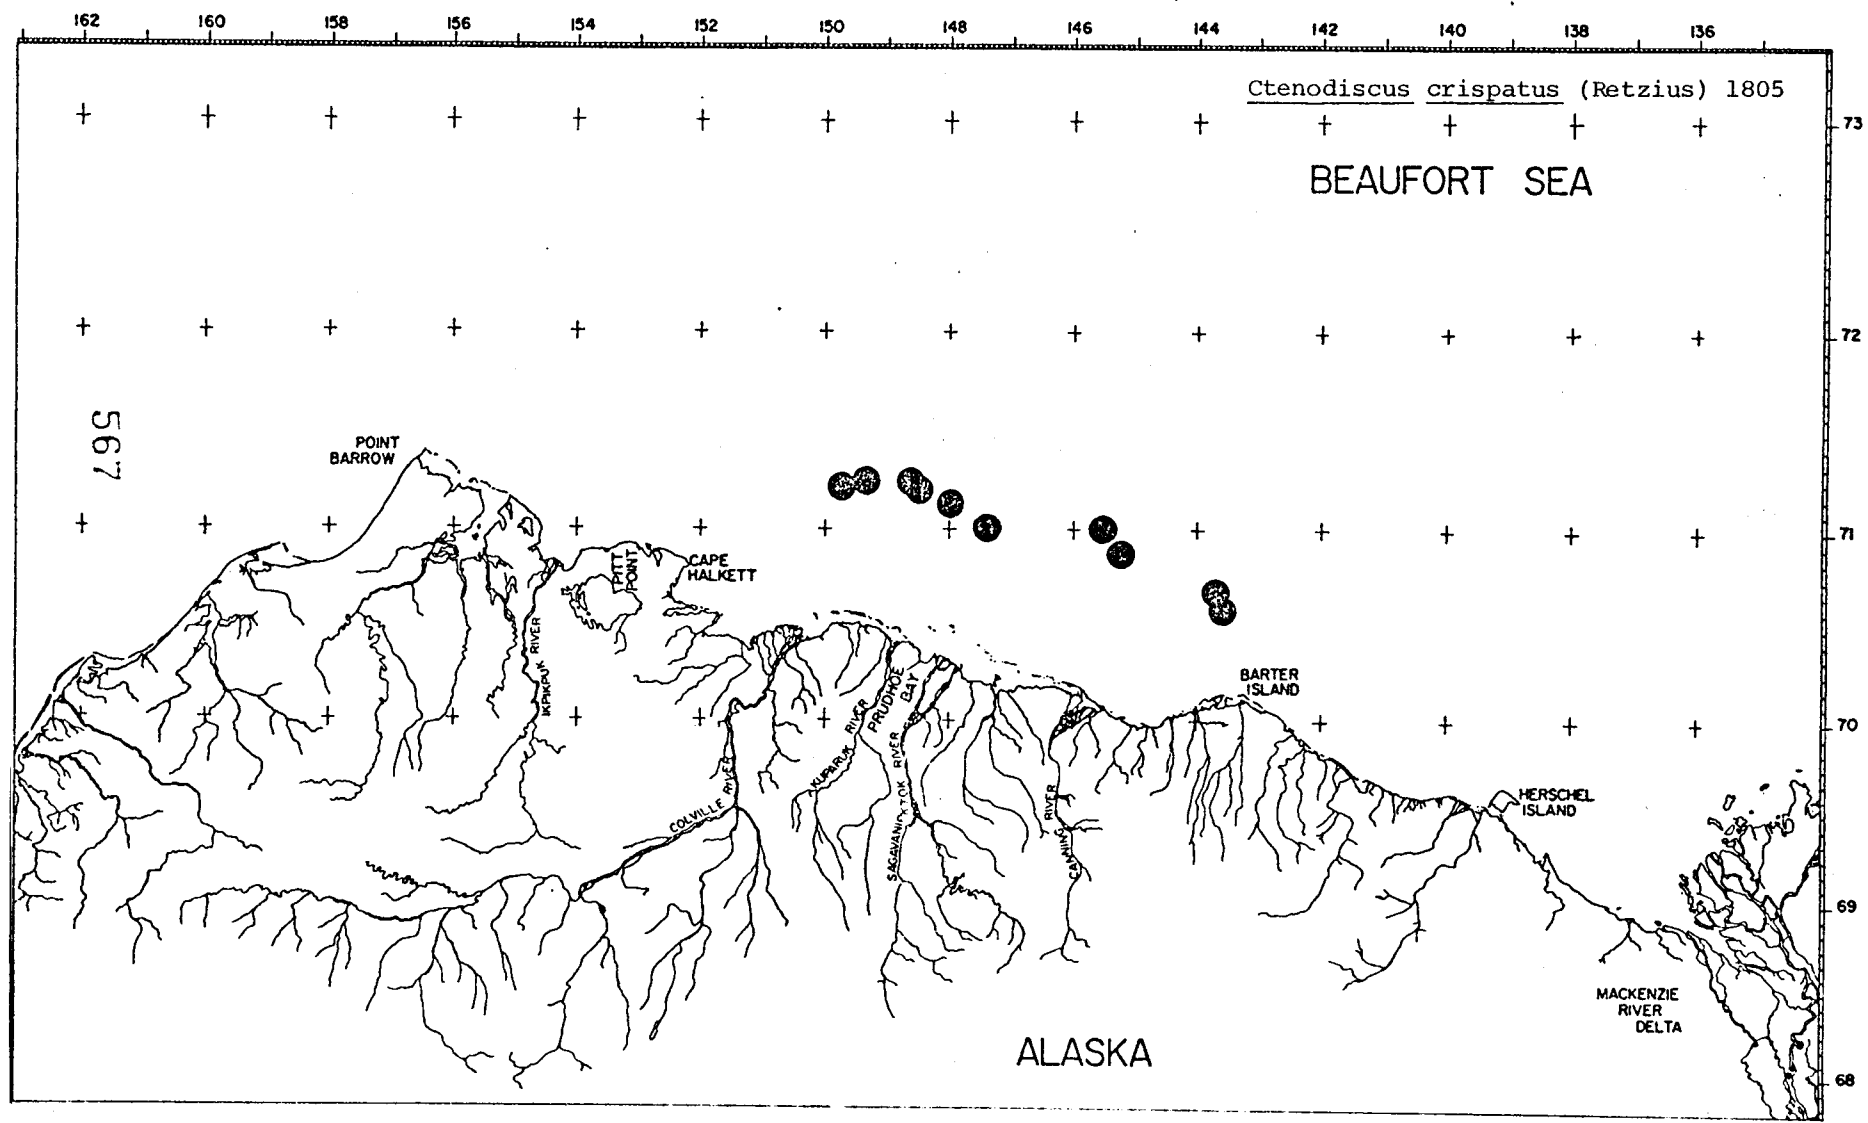 162 160 158 156 154 152 150 148 146 144 142 140 138 136
Ctenodiscus crispatus (Retzius) 1805
73
BEAUFORT SEA
72
567
POINT
BARROW
71
PITT
POINT
CAPE
HALKETT
IKPIKPUK RIVER
BARTER
ISLAND
PRUDHOE
BAY
KUPARUK RIVER
70
COLVILLE RIVER
SAGAVANIRKTOK RIVER
CANNING RIVER
HERSCHEL
ISLAND
69
MACKENZIE
RIVER
DELTA
ALASKA
68